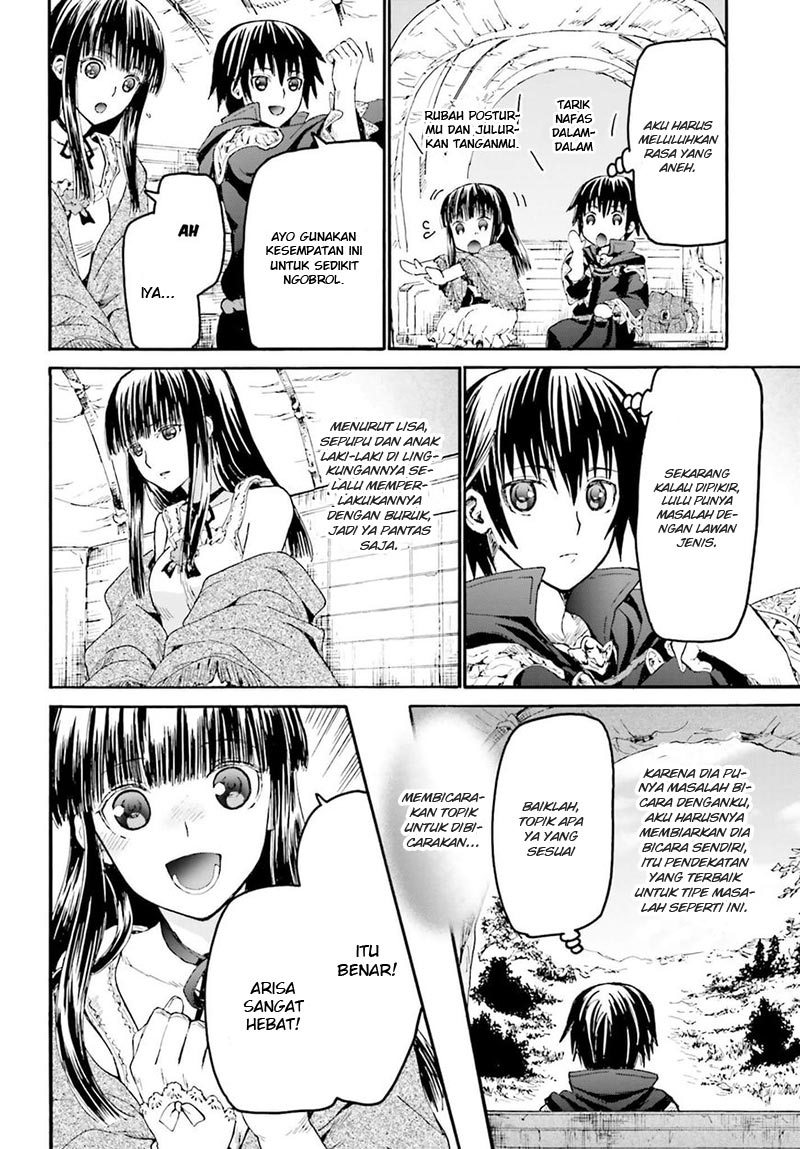 AKU HARUS
MELULUHKAN
RASA YANG
ANEH.
TARIK
NAFAS
DALAM-
DALAM
RUBAH POSTUR-
MU DAN JULUR-
KAN TANGANMU.
AYO GUNAKAN
KESEMPATAN INI
UNTUK SEDIKIT
NGOBROL.
AH
IYA...
SEKARANG
KALAU DIPIKIR,
LULU PUNYA
MASALAH DE-
NGAN LAWAN
JENIS.
MENURUT LISA,
SEPUPU DAN ANAK
LAKI-LAKI DI LING-
KUNGANNYA SE-
LALU MEMPER-
LAKUKANNYA
DENGAN BURUK,
JADI YA PANTAS
SAJA.
KARENA DIA PU-
NYA MASALAH BI-
CARA DENGANKU,
AKU HARUSNYA
MEMBIARKAN DIA
BICARA SENDIRI,
ITU PENDEKATAN
YANG TERBAIK
UNTUK TIPE MASA-
LAH SEPERTI INI.
BAIKLAH,
TOPIK APA
YA YANG
SESUAI
MEMBICARA-
KAN TOPIK
UNTUK DIBI-
CARAKAN...
ITU
BENAR!
ARISA
SANGAT
HEBAT!